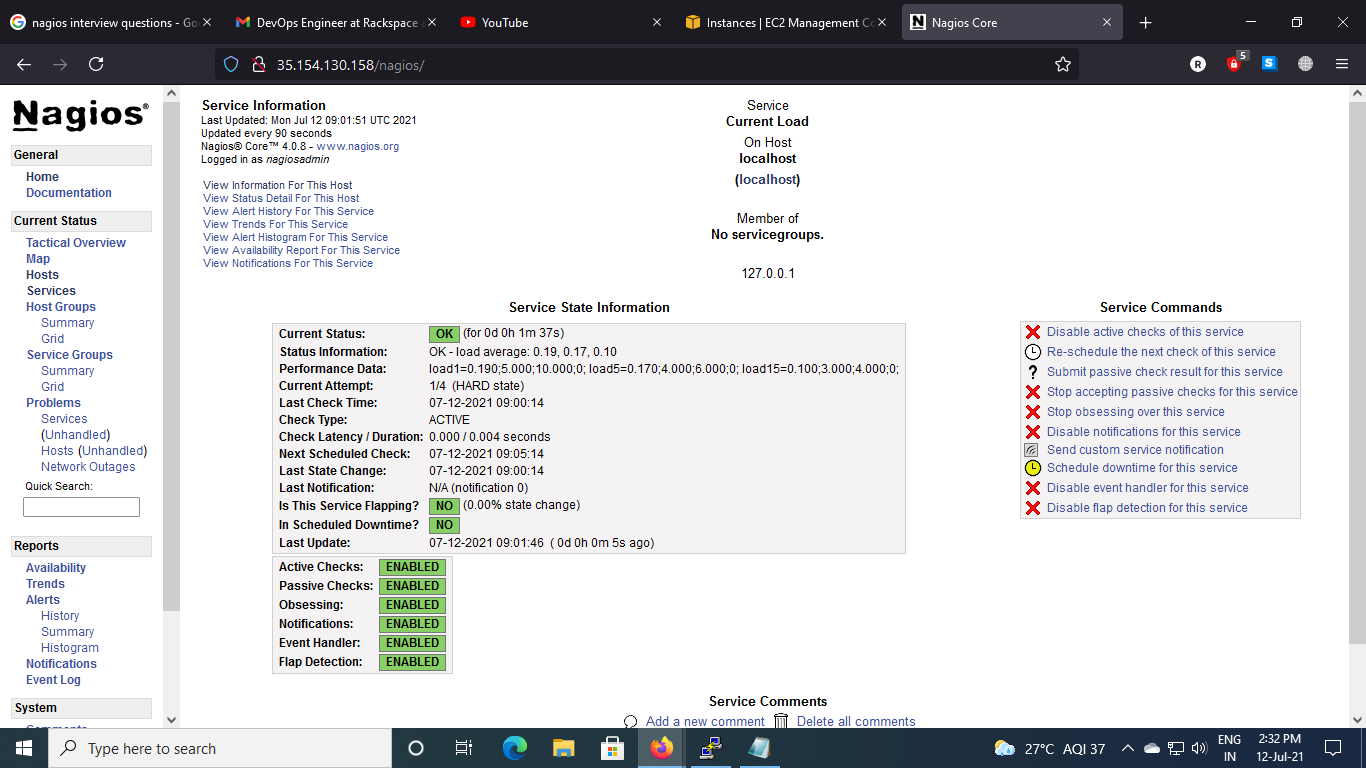 nagios interview questions - Go
DevOps Engineer at Rackspace a
YouTube
Instances | EC2 Management Co
Nagios Core
35.154.130.158/nagios/
R
5
S
Nagios®
General
Home
Documentation
Current Status
Tactical Overview
Map
Hosts
Services
Host Groups
Summary
Grid
Service Groups
Summary
Grid
Problems
Services
(Unhandled)
Hosts (Unhandled)
Network Outages
Quick Search:
Reports
Availability
Trends
Alerts
History
Summary
Histogram
Notifications
Event Log
System
Service Information
Last Updated: Mon Jul 12 09:01:51 UTC 2021
Updated every 90 seconds
Nagios® Core™ 4.0.8 - www.nagios.org
Logged in as nagiosadmin
View Information For This Host
View Status Detail For This Host
View Alert History For This Service
View Trends For This Service
View Alert Histogram For This Service
View Availability Report For This Service
View Notifications For This Service
Service
Current Load
On Host
localhost
(localhost)
Member of
No servicegroups.
127.0.0.1
Service State Information
Current Status: OK (for 0d 0h 1m 37s)
Status Information: OK - load average: 0.19, 0.17, 0.10
Performance Data: load1=0.190;5.000;10.000;0; load5=0.170;4.000;6.000;0; load15=0.100;3.000;4.000;0;
Current Attempt: 1/4 (HARD state)
Last Check Time: 07-12-2021 09:00:14
Check Type: ACTIVE
Check Latency / Duration: 0.000 / 0.004 seconds
Next Scheduled Check: 07-12-2021 09:05:14
Last State Change: 07-12-2021 09:00:14
Last Notification: N/A (notification 0)
Is This Service Flapping? NO (0.00% state change)
In Scheduled Downtime? NO
Last Update: 07-12-2021 09:01:46 ( 0d 0h 0m 5s ago)
Active Checks: ENABLED
Passive Checks: ENABLED
Obsessing: ENABLED
Notifications: ENABLED
Event Handler: ENABLED
Flap Detection: ENABLED
Service Commands
Disable active checks of this service
Re-schedule the next check of this service
Submit passive check result for this service
Stop accepting passive checks for this service
Stop obsessing over this service
Disable notifications for this service
Send custom service notification
Schedule downtime for this service
Disable event handler for this service
Disable flap detection for this service
Service Comments
Add a new comment Delete all comments
Type here to search
27°C AQI 37
ENG
IN
2:32 PM
12-Jul-21